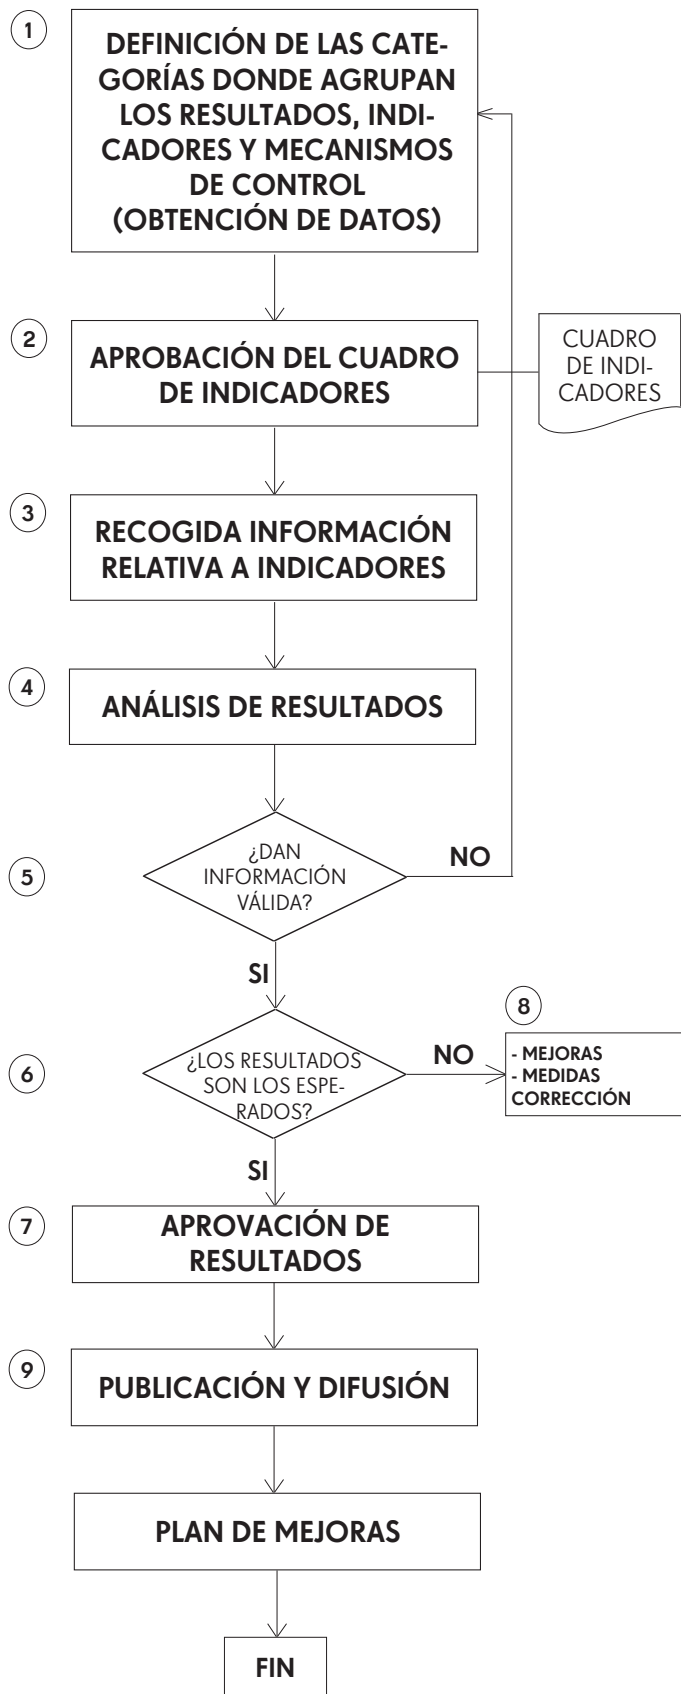 1
DEFINICIÓN DE LAS CATE-
GORÍAS DONDE AGRUPAN
LOS RESULTADOS, INDI-
CADORES Y MECANISMOS
DE CONTROL
(OBTENCIÓN DE DATOS)
2
APROBACIÓN DEL CUADRO
DE INDICADORES
CUADRO
DE INDI-
CADORES
3
RECOGIDA INFORMACIÓN
RELATIVA A INDICADORES
4
ANÁLISIS DE RESULTADOS
5
¿DAN
INFORMACIÓN
VÁLIDA?
NO
SI
6
¿LOS RESULTADOS
SON LOS ESPE-
RADOS?
NO
8
- MEJORAS
- MEDIDAS
CORRECCIÓN
SI
7
APROVACIÓN DE
RESULTADOS
9
PUBLICACIÓN Y DIFUSIÓN
PLAN DE MEJORAS
FIN